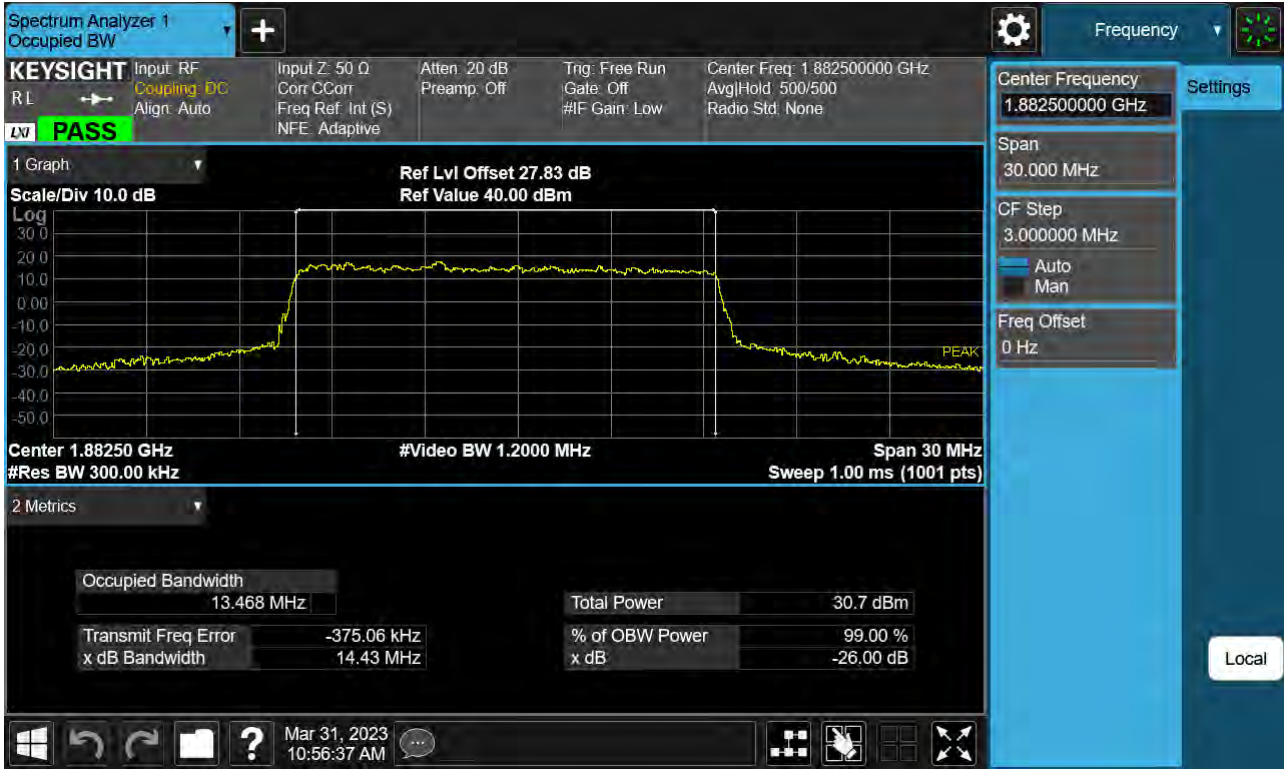 Spectrum Analyzer 1
Occupied BW
Frequency
KEYSIGHT
RL
LXI
PASS
Input: RF
Coupling: DC
Align: Auto
Input Z: 50 Ω
Corr CCorr
Freq Ref: Int (S)
NFE: Adaptive
Atten: 20 dB
Preamp: Off
Trig: Free Run
Gate: Off
#IF Gain: Low
Center Freq: 1.882500000 GHz
Avg|Hold: 500/500
Radio Std: None
Center Frequency
1.882500000 GHz
Settings
Span
30.000 MHz
CF Step
3.000000 MHz
Auto
Man
Freq Offset
0 Hz
1 Graph
Scale/Div 10.0 dB
Ref Lvl Offset 27.83 dB
Ref Value 40.00 dBm
Log
30.0
20.0
10.0
0.00
-10.0
-20.0
-30.0
-40.0
-50.0
PEAK
Center 1.88250 GHz
#Video BW 1.2000 MHz
Span 30 MHz
#Res BW 300.00 kHz
Sweep 1.00 ms (1001 pts)
2 Metrics
Occupied Bandwidth
13.468 MHz
Total Power 30.7 dBm
Transmit Freq Error -375.06 kHz
% of OBW Power 99.00 %
x dB Bandwidth 14.43 MHz
x dB -26.00 dB
Local
?
Mar 31, 2023
10:56:37 AM